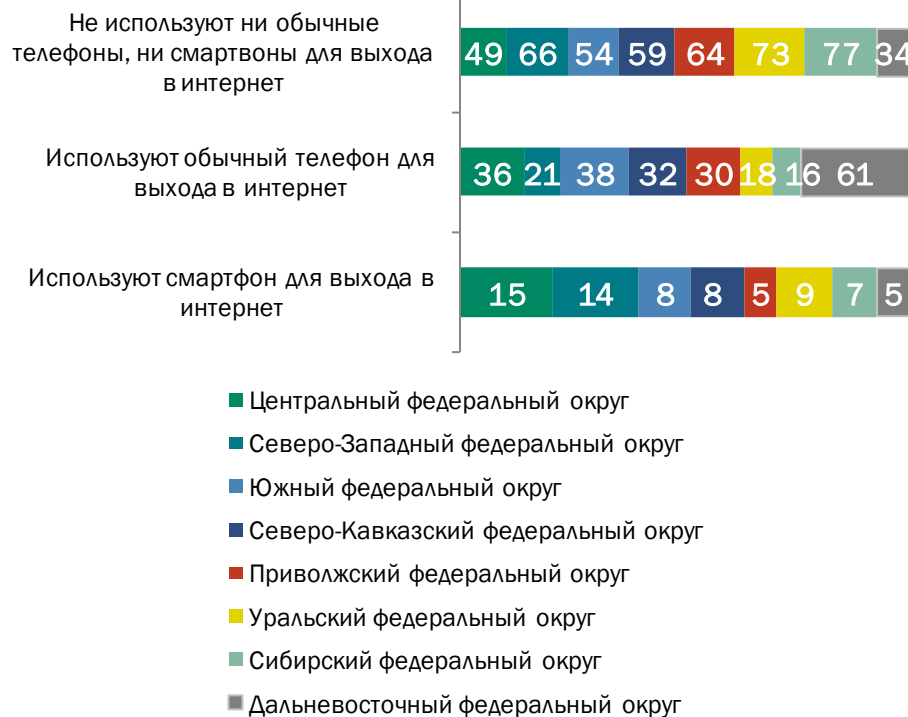 Не используют ни обычные
телефоны, ни смартвоны для выхода
в интернет
49 66 54 59 64 73 77 34
Используют обычный телефон для
выхода в интернет
36 21 38 32 30 18 16 61
Используют смартфон для выхода в
интернет
15 14 8 8 5 9 7 5
Центральный федеральный округ
Северо-Западный федеральный округ
Южный федеральный округ
Северо-Кавказский федеральный округ
Приволжский федеральный округ
Уральский федеральный округ
Сибирский федеральный округ
Дальневосточный федеральный округ